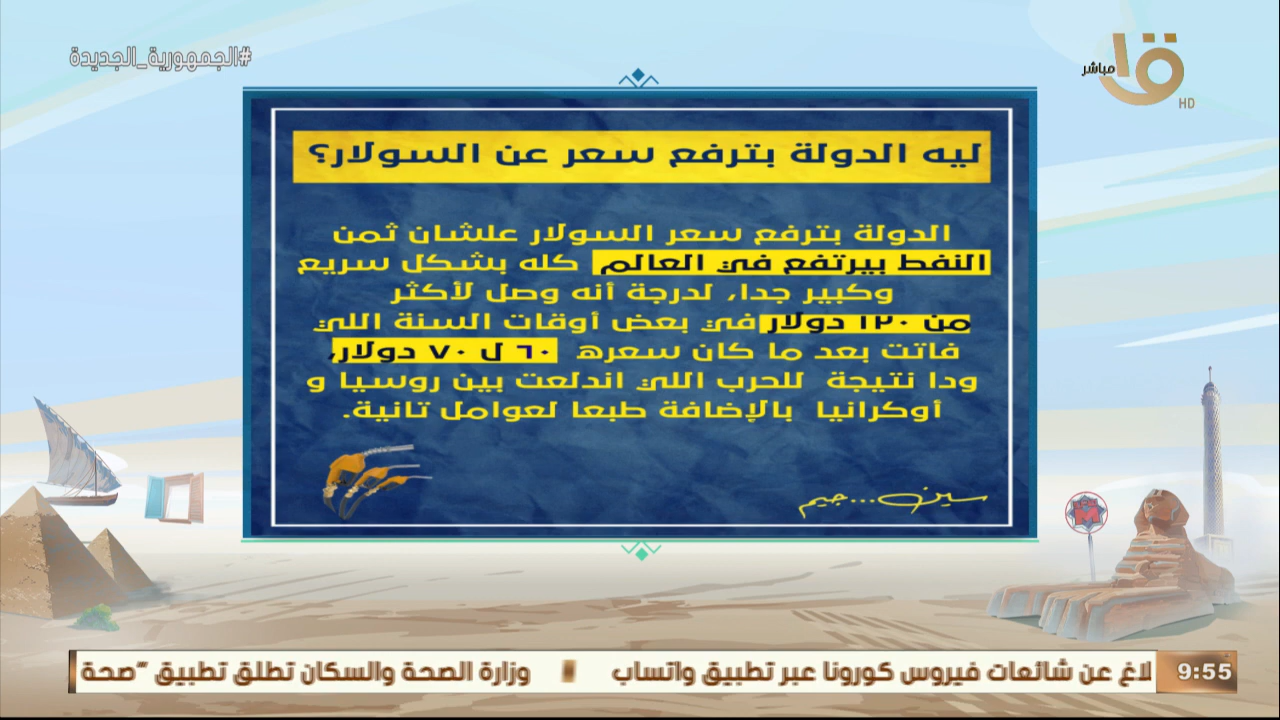 #الجمهورية_الجديدة
مباشر
HD
ليه الدولة بترفع سعر عن السولار؟
الدولة بترفع سعر السولار علشان ثمن
النفط بيرتفع في العالم كله بشكل سريع
وكبير جدا، لدرجة أنه وصل لأكثر
من ١٢٠ دولار في بعض أوقات السنة اللي
فاتت بعد ما كان سعره ٦٠ ل ٧٠ دولار،
ودا نتيجة للحرب اللي اندلعت بين روسيا و
أوكرانيا بالإضافة طبعا لعوامل تانية.
سين...جيم
M
9:55
لاغ عن شائعات فيروس كورونا عبر تطبيق واتساب وزارة الصحة والسكان تطلق تطبيق "صحة